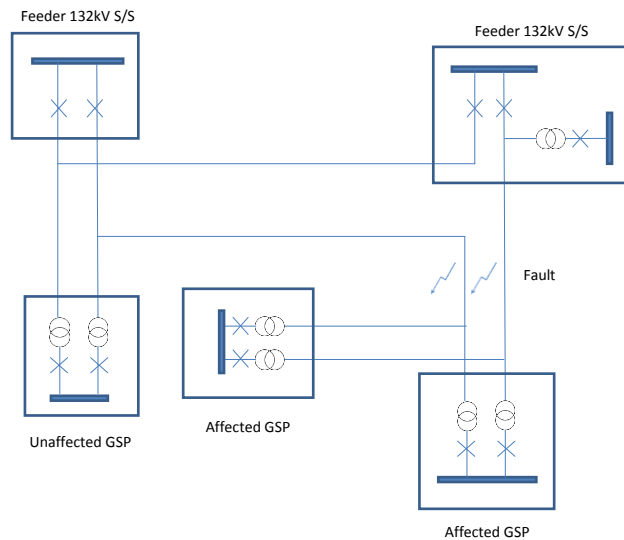 Feeder 132kV S/S
Feeder 132kV S/S
Fault
Affected GSP
Unaffected GSP
Affected GSP